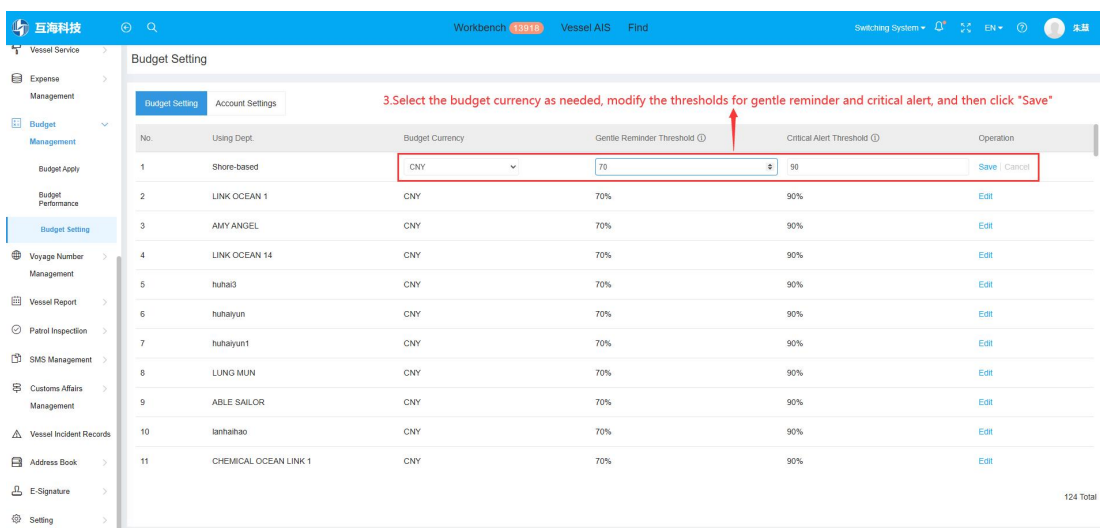 互海科技
Workbench 13918 Vessel AIS Find
Switching System EN 朱慧
Vessel Service
Expense
Management
Budget
Management
Budget Apply
Budget
Performance
Budget Setting
Voyage Number
Management
Vessel Report
Patrol Inspection
SMS Management
Customs Affairs
Management
Vessel Incident Records
Address Book
E-Signature
Setting
Budget Setting
Budget Setting Account Settings
3.Select the budget currency as needed, modify the thresholds for gentle reminder and critical alert, and then click "Save"
No. Using Dept. Budget Currency Gentle Reminder Threshold Critical Alert Threshold Operation
1 Shore-based CNY 70 90 Save Cancel
2 LINK OCEAN 1 CNY 70% 90% Edit
3 AMY ANGEL CNY 70% 90% Edit
4 LINK OCEAN 14 CNY 70% 90% Edit
5 huhai3 CNY 70% 90% Edit
6 huhaiyun CNY 70% 90% Edit
7 huhaiyun1 CNY 70% 90% Edit
8 LUNG MUN CNY 70% 90% Edit
9 ABLE SAILOR CNY 70% 90% Edit
10 lanhaihao CNY 70% 90% Edit
11 CHEMICAL OCEAN LINK 1 CNY 70% 90% Edit
124 Total